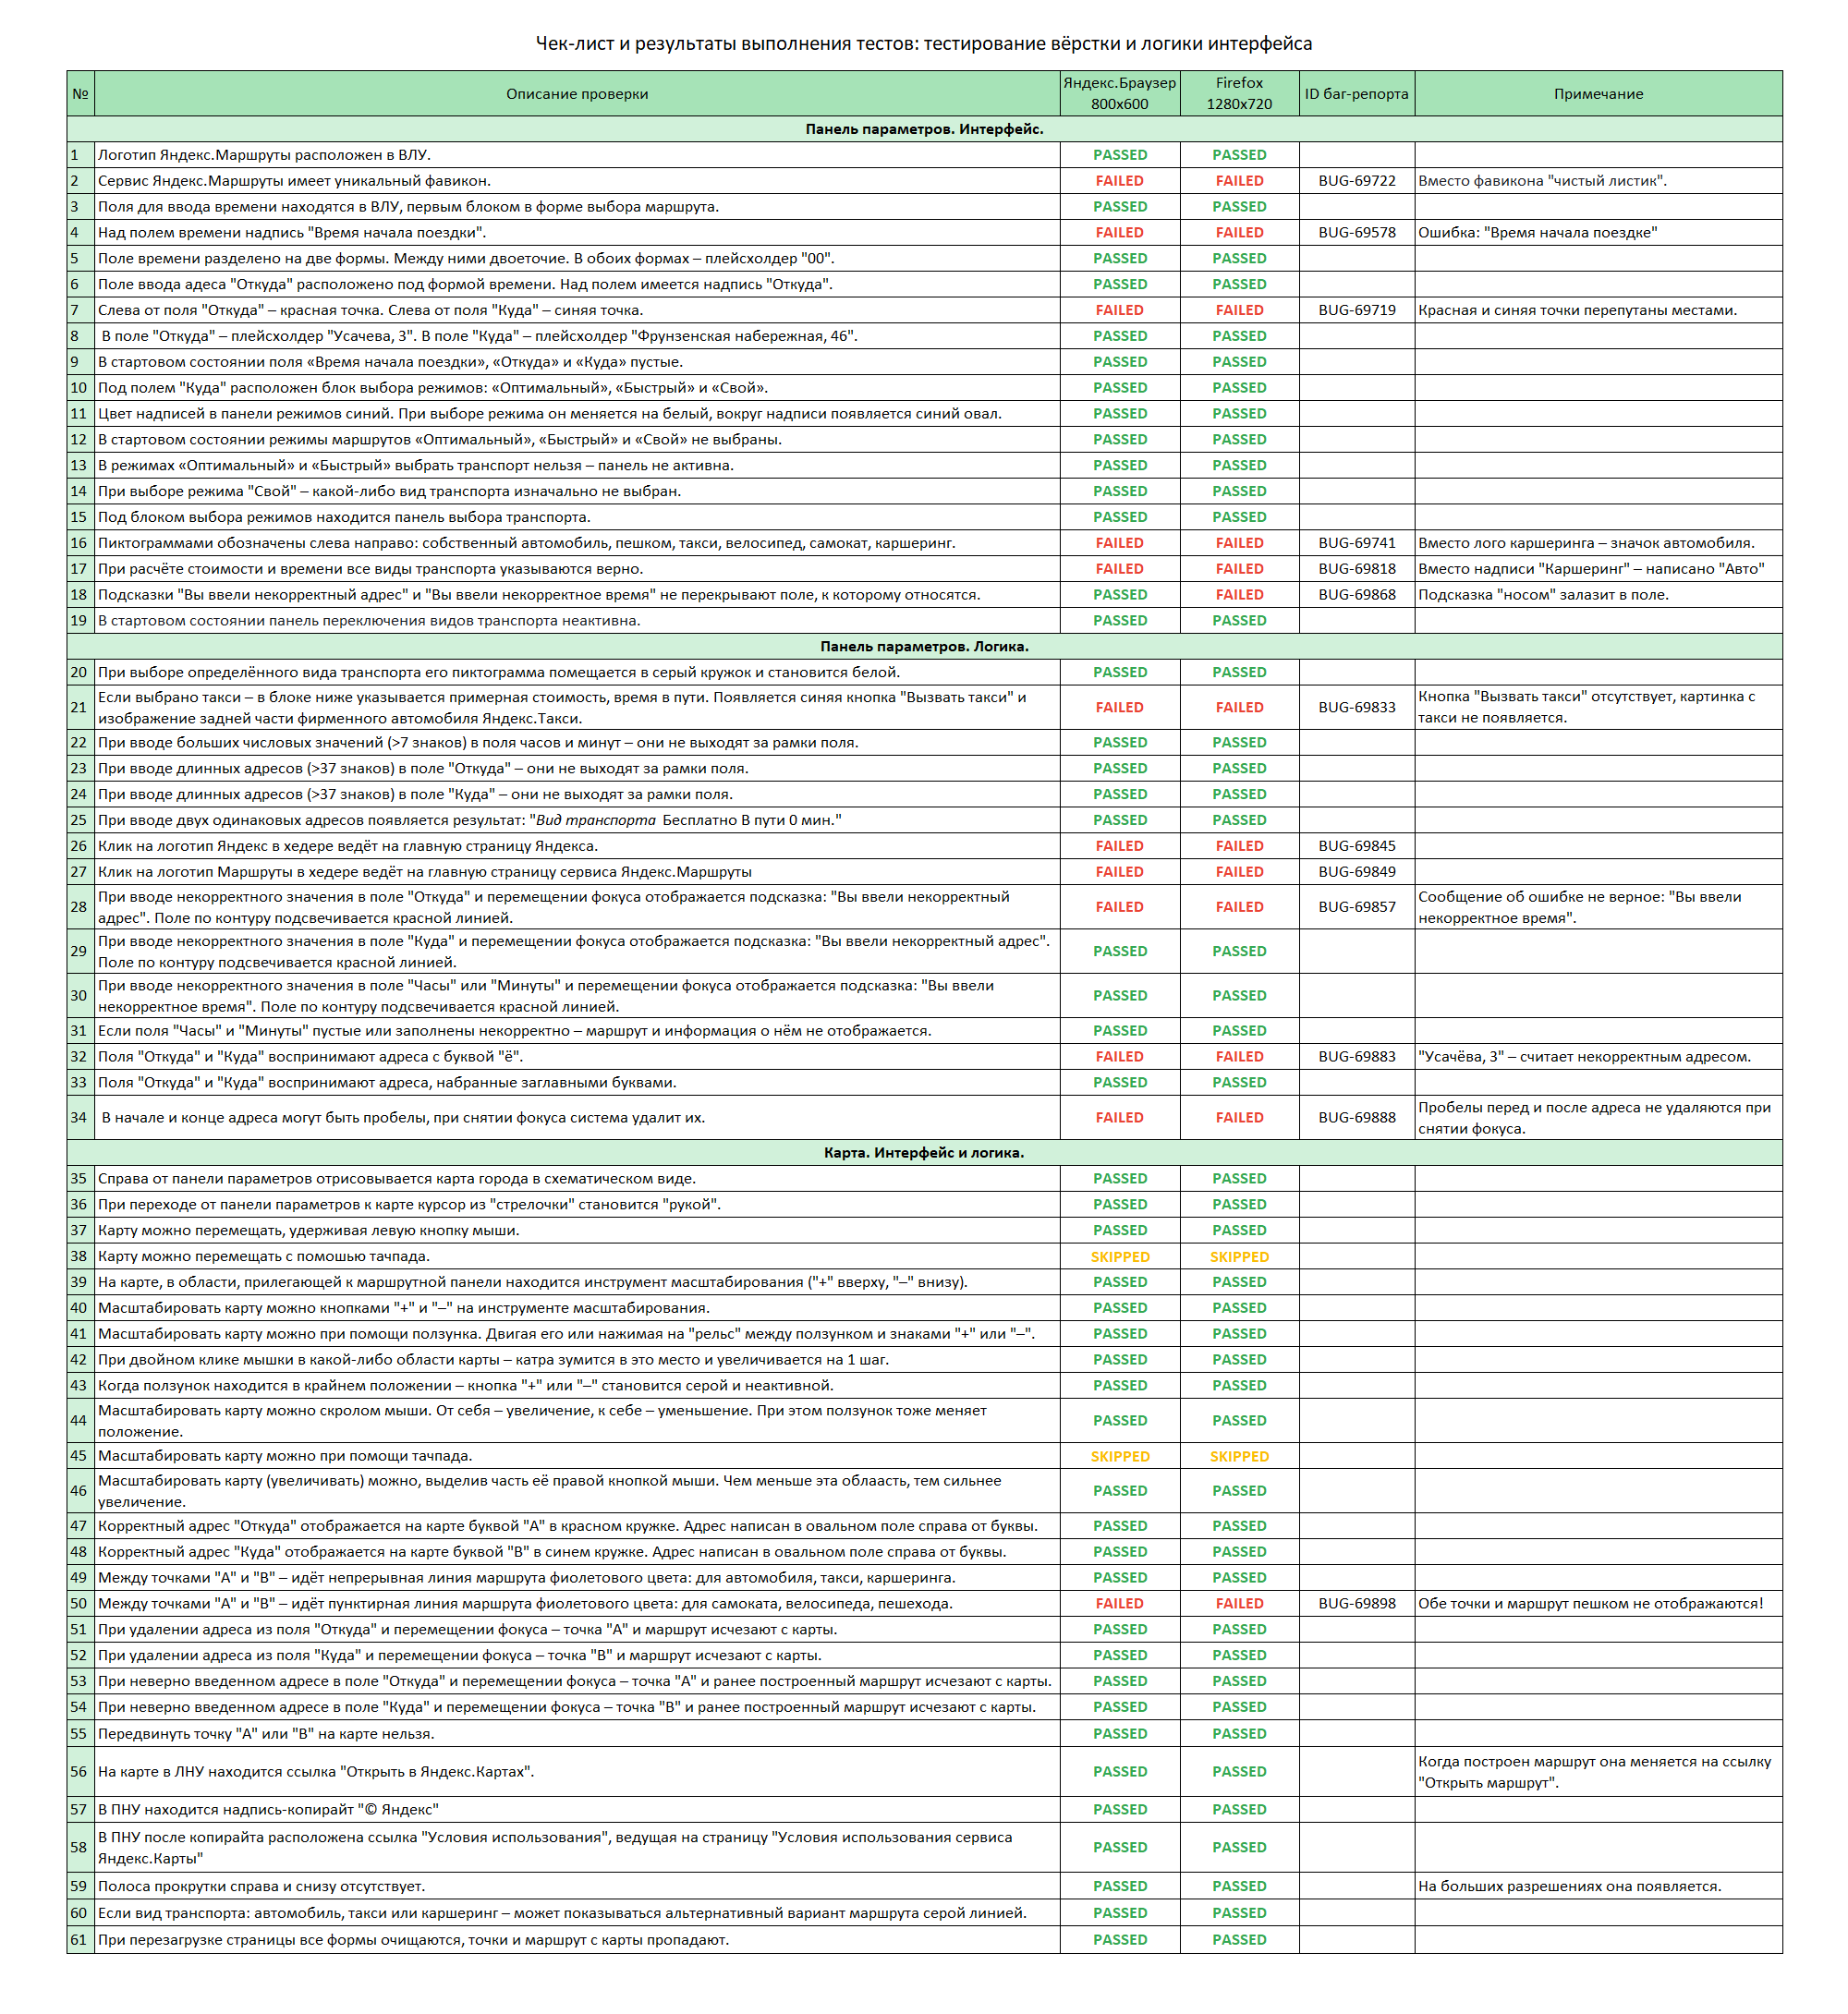 Чек-лист и результаты выполнения тестов: тестирование вёрстки и логики интерфейса
№ Описание проверки Яндекс.Браузер 800x600 Firefox 1280x720 ID баг-репорта Примечание
Панель параметров. Интерфейс.
1 Логотип Яндекс.Маршруты расположен в ВЛУ. PASSED PASSED
2 Сервис Яндекс.Маршруты имеет уникальный фавикон. FAILED FAILED BUG-69722 Вместо фавикона "чистый листик".
3 Поля для ввода времени находятся в ВЛУ, первым блоком в форме выбора маршрута. PASSED PASSED
4 Над полем времени надпись "Время начала поездки". FAILED FAILED BUG-69578 Ошибка: "Время начала поездке"
5 Поле времени разделено на две формы. Между ними двоеточие. В обоих формах – плейсхолдер "00". PASSED PASSED
6 Поле ввода адеса "Откуда" расположено под формой времени. Над полем имеется надпись "Откуда". PASSED PASSED
7 Слева от поля "Откуда" – красная точка. Слева от поля "Куда" – синяя точка. FAILED FAILED BUG-69719 Красная и синяя точки перепутаны местами.
8 В поле "Откуда" – плейсхолдер "Усачева, 3". В поле "Куда" – плейсхолдер "Фрунзенская набережная, 46". PASSED PASSED
9 В стартовом состоянии поля «Время начала поездки», «Откуда» и «Куда» пустые. PASSED PASSED
10 Под полем "Куда" расположен блок выбора режимов: «Оптимальный», «Быстрый» и «Свой». PASSED PASSED
11 Цвет надписей в панели режимов синий. При выборе режима он меняется на белый, вокруг надписи появляется синий овал. PASSED PASSED
12 В стартовом состоянии режимы маршрутов «Оптимальный», «Быстрый» и «Свой» не выбраны. PASSED PASSED
13 В режимах «Оптимальный» и «Быстрый» выбрать транспорт нельзя – панель не активна. PASSED PASSED
14 При выборе режима "Свой" – какой-либо вид транспорта изначально не выбран. PASSED PASSED
15 Под блоком выбора режимов находится панель выбора транспорта. PASSED PASSED
16 Пиктограммами обозначены слева направо: собственный автомобиль, пешком, такси, велосипед, самокат, каршеринг. FAILED FAILED BUG-69741 Вместо лого каршеринга – значок автомобиля.
17 При расчёте стоимости и времени все виды транспорта указываются верно. FAILED FAILED BUG-69818 Вместо надписи "Каршеринг" – написано "Авто"
18 Подсказки "Вы ввели некорректный адрес" и "Вы ввели некорректное время" не перекрывают поле, к которому относятся. PASSED FAILED BUG-69868 Подсказка "носом" залазит в поле.
19 В стартовом состоянии панель переключения видов транспорта неактивна. PASSED PASSED
Панель параметров. Логика.
20 При выборе определённого вида транспорта его пиктограмма помещается в серый кружок и становится белой. PASSED PASSED
21 Если выбрано такси – в блоке ниже указывается примерная стоимость, время в пути. Появляется синяя кнопка "Вызвать такси" и
изображение задней части фирменного автомобиля Яндекс.Такси. FAILED FAILED BUG-69833 Кнопка "Вызвать такси" отсутствует, картинка с
такси не появляется.
22 При вводе больших числовых значений (>7 знаков) в поля часов и минут – они не выходят за рамки поля. PASSED PASSED
23 При вводе длинных адресов (>37 знаков) в поле "Откуда" – они не выходят за рамки поля. PASSED PASSED
24 При вводе длинных адресов (>37 знаков) в поле "Куда" – они не выходят за рамки поля. PASSED PASSED
25 При вводе двух одинаковых адресов появляется результат: "Вид транспорта Бесплатно В пути 0 мин." PASSED PASSED
26 Клик на логотип Яндекс в хедере ведёт на главную страницу Яндекса. FAILED FAILED BUG-69845
27 Клик на логотип Маршруты в хедере ведёт на главную страницу сервиса Яндекс.Маршруты FAILED FAILED BUG-69849
28 При вводе некорректного значения в поле "Откуда" и перемещении фокуса отображается подсказка: "Вы ввели некорректный
адрес". Поле по контуру подсвечивается красной линией. FAILED FAILED BUG-69857 Сообщение об ошибке не верное: "Вы ввели
некорректное время".
29 При вводе некорректного значения в поле "Куда" и перемещении фокуса отображается подсказка: "Вы ввели некорректный адрес".
Поле по контуру подсвечивается красной линией. PASSED PASSED
30 При вводе некорректного значения в поле "Часы" или "Минуты" и перемещении фокуса отображается подсказка: "Вы ввели
некорректное время". Поле по контуру подсвечивается красной линией. PASSED PASSED
31 Если поля "Часы" и "Минуты" пустые или заполнены некорректно – маршрут и информация о нём не отображается. PASSED PASSED
32 Поля "Откуда" и "Куда" воспринимают адреса с буквой "ё". FAILED FAILED BUG-69883 "Усачёва, 3" – считает некорректным адресом.
33 Поля "Откуда" и "Куда" воспринимают адреса, набранные заглавными буквами. PASSED PASSED
34 В начале и конце адреса могут быть пробелы, при снятии фокуса система удалит их. FAILED FAILED BUG-69888 Пробелы перед и после адреса не удаляются при
снятии фокуса.
Карта. Интерфейс и логика.
35 Справа от панели параметров отрисовывается карта города в схематическом виде. PASSED PASSED
36 При переходе от панели параметров к карте курсор из "стрелочки" становится "рукой". PASSED PASSED
37 Карту можно перемещать, удерживая левую кнопку мыши. PASSED PASSED
38 Карту можно перемещать с помошью тачпада. SKIPPED SKIPPED
39 На карте, в области, прилегающей к маршрутной панели находится инструмент масштабирования ("+" вверху, "–" внизу). PASSED PASSED
40 Масштабировать карту можно кнопками "+" и "–" на инструменте масштабирования. PASSED PASSED
41 Масштабировать карту можно при помощи ползунка. Двигая его или нажимая на "рельс" между ползунком и знаками "+" или "–". PASSED PASSED
42 При двойном клике мышки в какой-либо области карты – катра зумится в это место и увеличивается на 1 шаг. PASSED PASSED
43 Когда ползунок находится в крайнем положении – кнопка "+" или "–" становится серой и неактивной. PASSED PASSED
44 Масштабировать карту можно скролом мыши. От себя – увеличение, к себе – уменьшение. При этом ползунок тоже меняет
положение. PASSED PASSED
45 Масштабировать карту можно при помощи тачпада. SKIPPED SKIPPED
46 Масштабировать карту (увеличивать) можно, выделив часть её правой кнопкой мыши. Чем меньше эта облаасть, тем сильнее
увеличение. PASSED PASSED
47 Корректный адрес "Откуда" отображается на карте буквой "А" в красном кружке. Адрес написан в овальном поле справа от буквы. PASSED PASSED
48 Корректный адрес "Куда" отображается на карте буквой "В" в синем кружке. Адрес написан в овальном поле справа от буквы. PASSED PASSED
49 Между точками "А" и "В" – идёт непрерывная линия маршрута фиолетового цвета: для автомобиля, такси, каршеринга. PASSED PASSED
50 Между точками "А" и "В" – идёт пунктирная линия маршрута фиолетового цвета: для самоката, велосипеда, пешехода. FAILED FAILED BUG-69898 Обе точки и маршрут пешком не отображаются!
51 При удалении адреса из поля "Откуда" и перемещении фокуса – точка "А" и маршрут исчезают с карты. PASSED PASSED
52 При удалении адреса из поля "Куда" и перемещении фокуса – точка "В" и маршрут исчезают с карты. PASSED PASSED
53 При неверно введенном адресе в поле "Откуда" и перемещении фокуса – точка "А" и ранее построенный маршрут исчезают с карты. PASSED PASSED
54 При неверно введенном адресе в поле "Куда" и перемещении фокуса – точка "В" и ранее построенный маршрут исчезают с карты. PASSED PASSED
55 Передвинуть точку "А" или "В" на карте нельзя. PASSED PASSED
56 На карте в ЛНУ находится ссылка "Открыть в Яндекс.Картах". PASSED PASSED Когда построен маршрут она меняется на ссылку
"Открыть маршрут".
57 В ПНУ находится надпись-копирайт "© Яндекс" PASSED PASSED
58 В ПНУ после копирайта расположена ссылка "Условия использования", ведущая на страницу "Условия использования сервиса
Яндекс.Карты" PASSED PASSED
59 Полоса прокрутки справа и снизу отсутствует. PASSED PASSED На больших разрешениях она появляется.
60 Если вид транспорта: автомобиль, такси или каршеринг – может показываться альтернативный вариант маршрута серой линией. PASSED PASSED
61 При перезагрузке страницы все формы очищаются, точки и маршрут с карты пропадают. PASSED PASSED